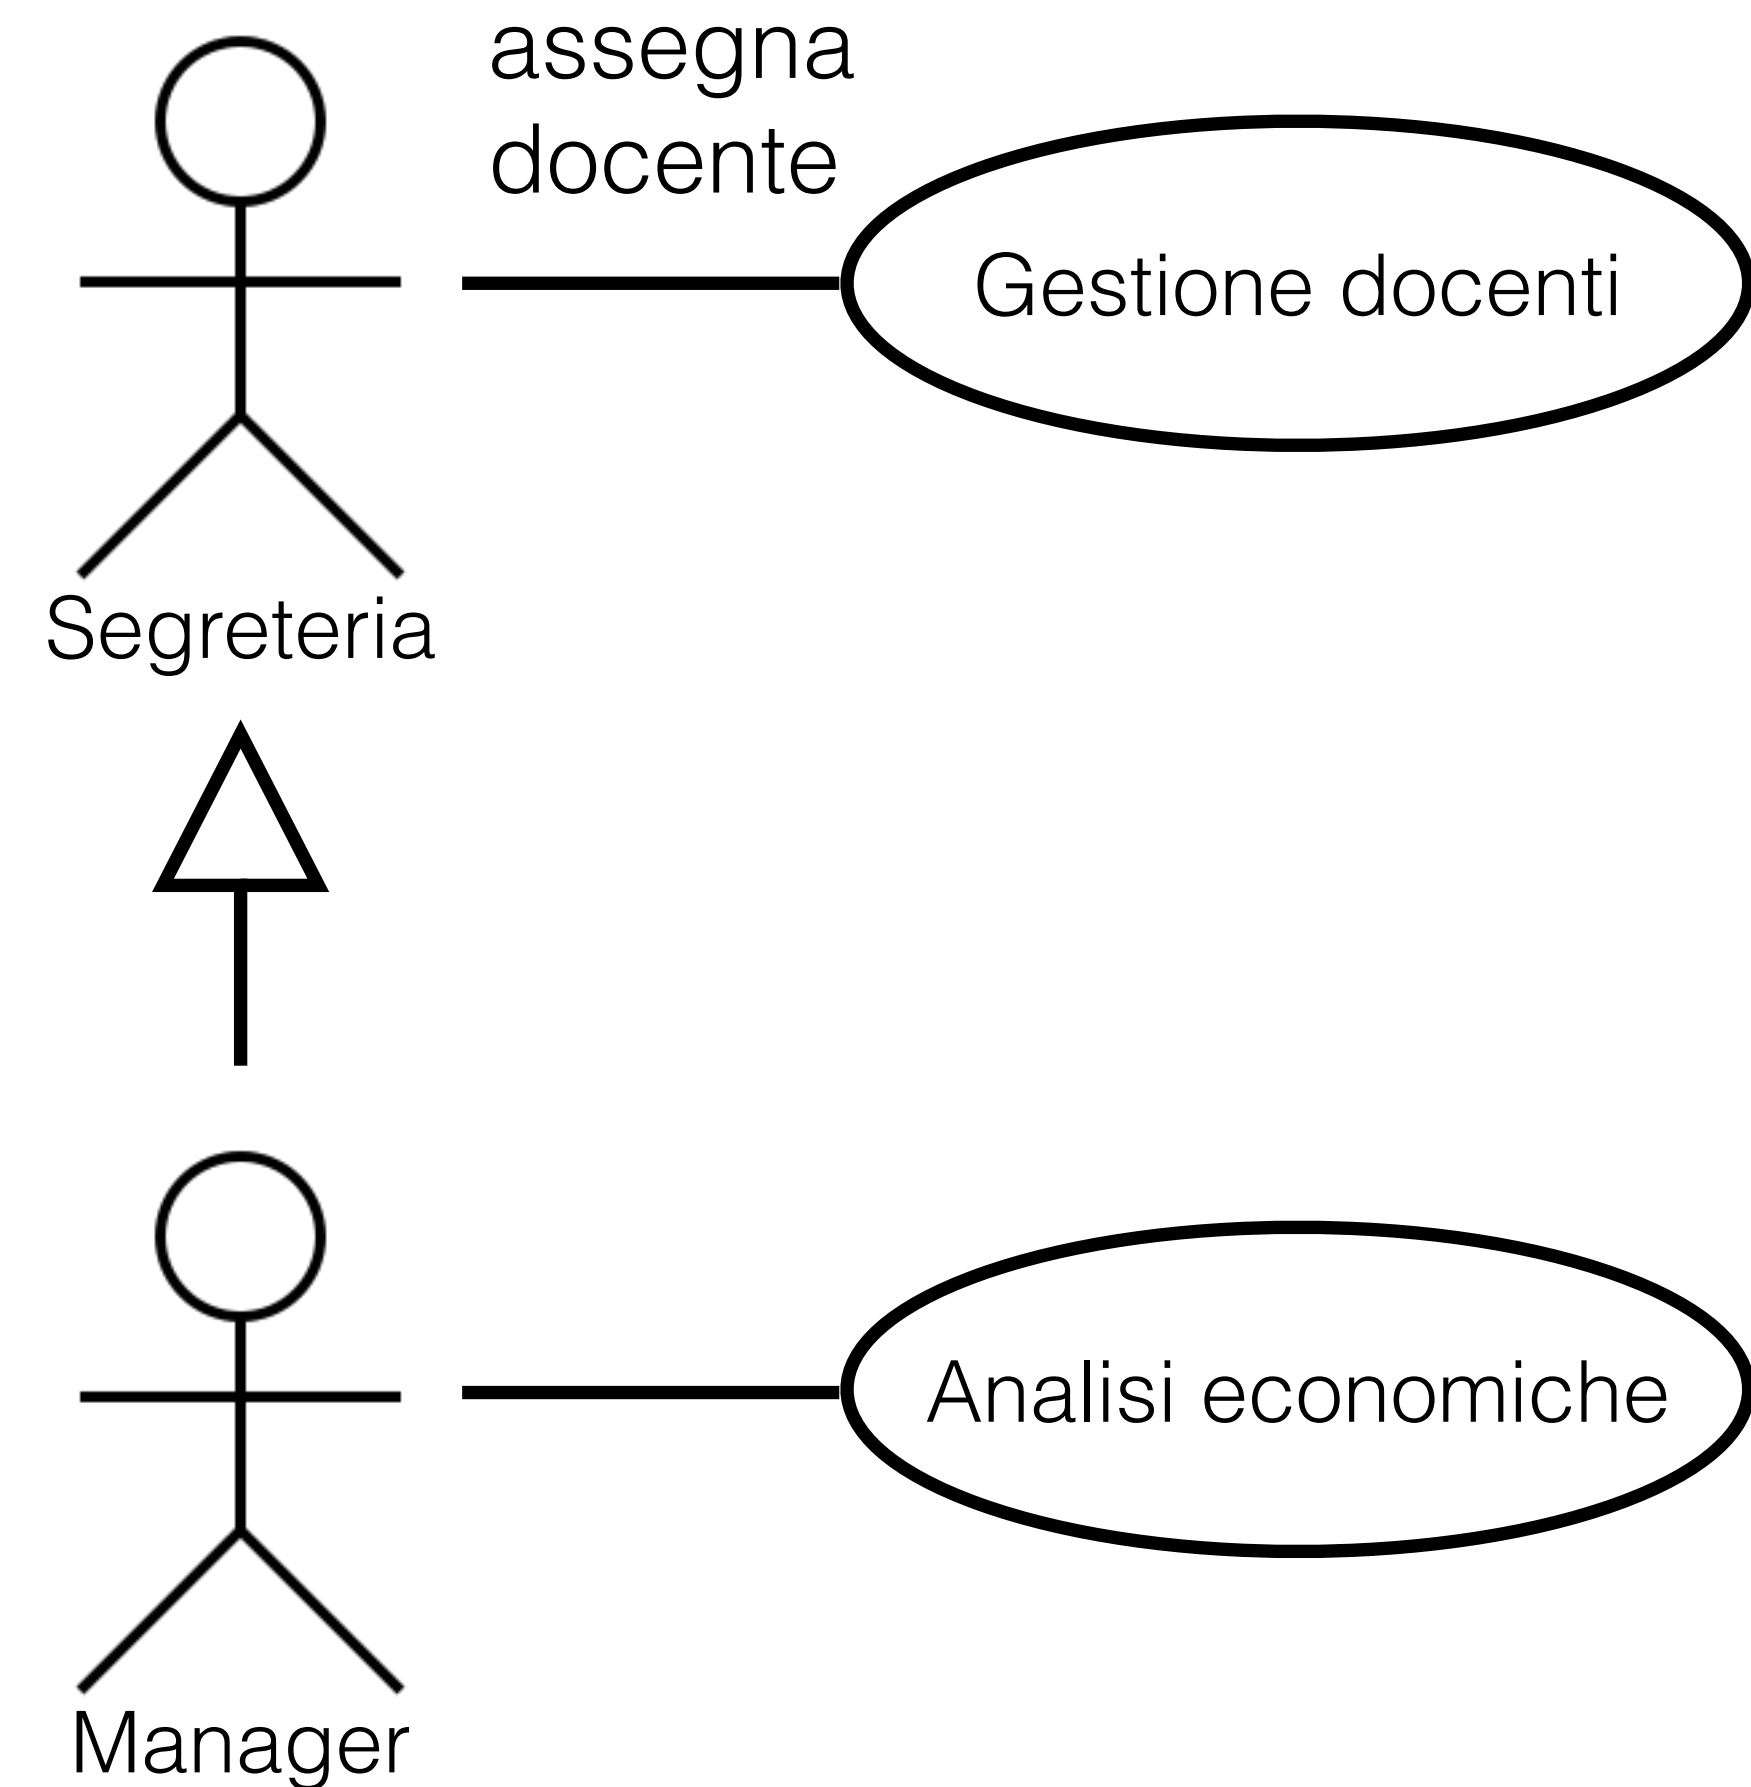 assegna
docente
Gestione docenti
Segreteria
Analisi economiche
Manager